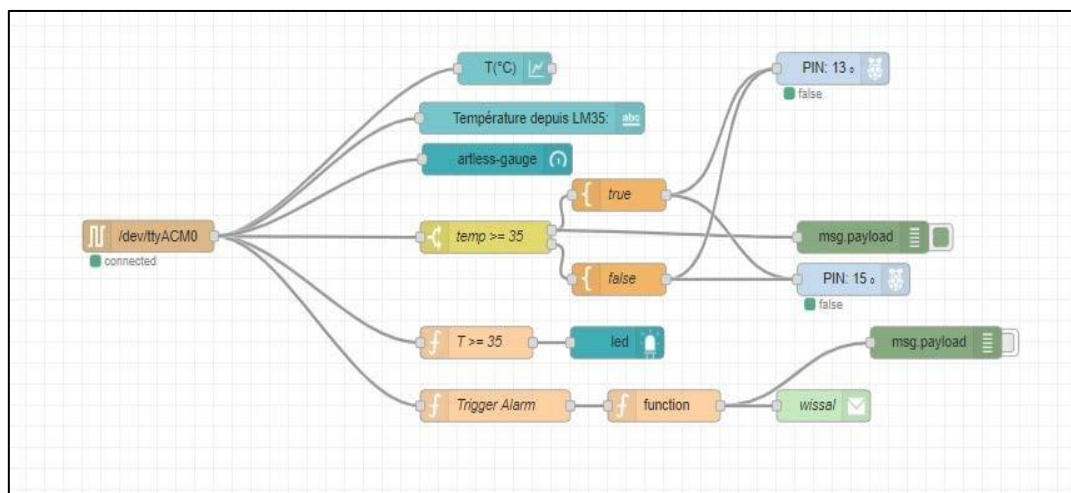 T(°C)
PIN: 13
false
Température depuis LM35:
abc
artless-gauge
true
/dev/ttyACM0
connected
temp >= 35
msg.payload
false
PIN: 15
false
T >= 35
led
msg.payload
Trigger Alarm
function
wissal